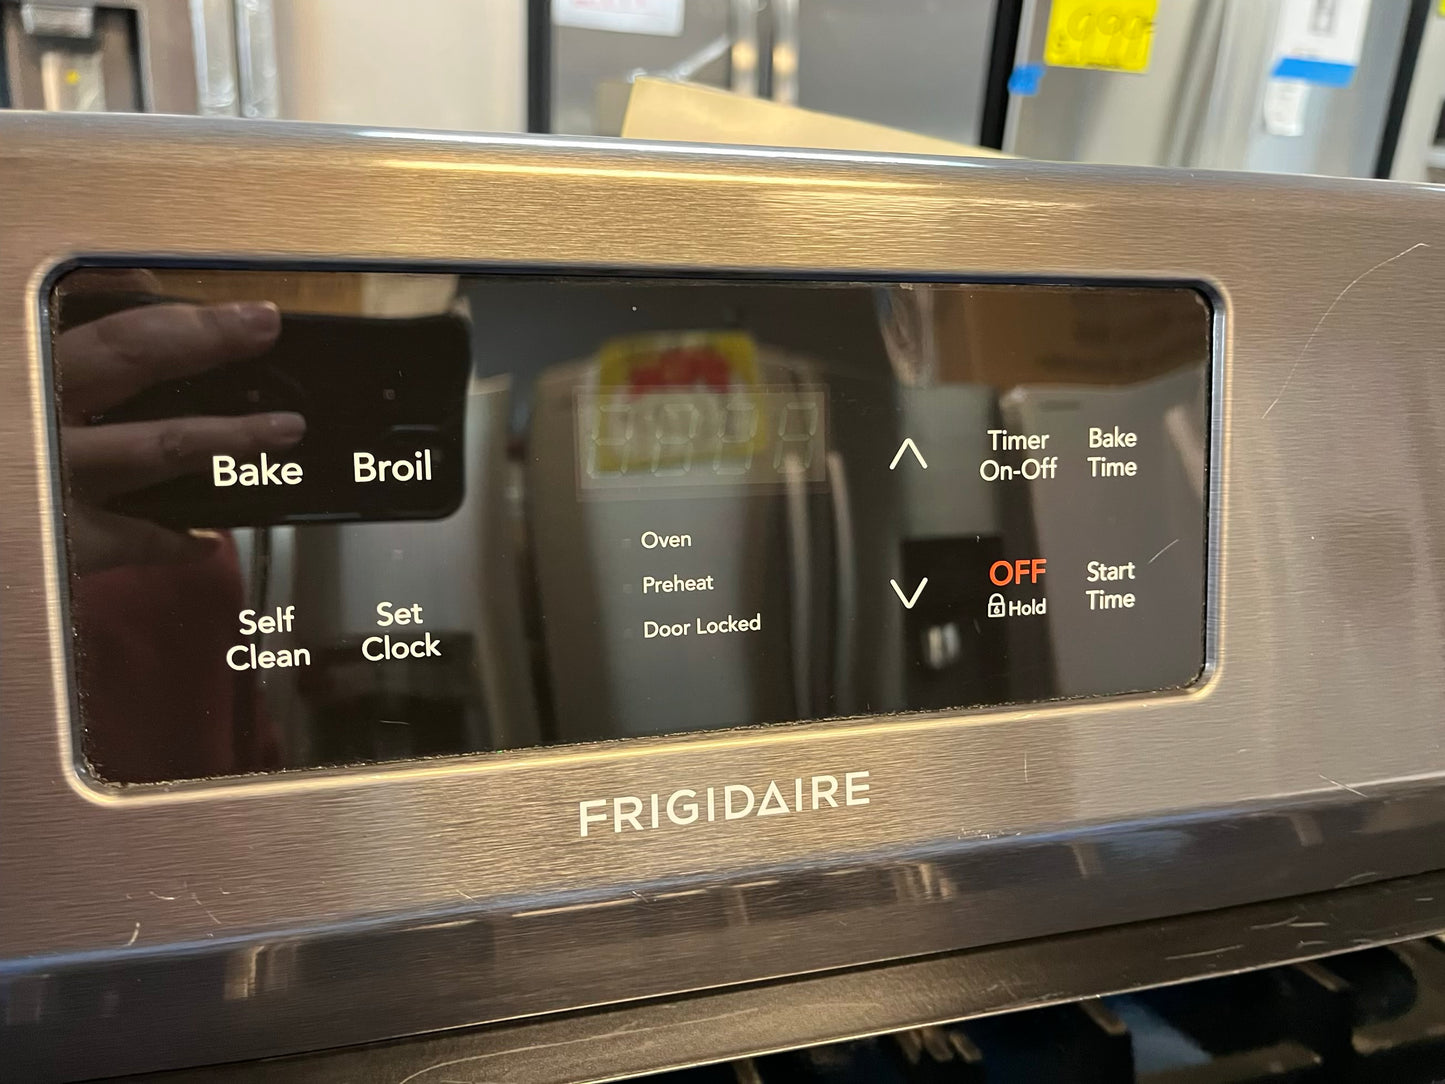 Bake
Broil
Self
Clean
Set
Clock
Oven
Preheat
Door Locked
Timer
On-Off
Bake
Time
OFF
Hold
Start
Time
FRIGIDAIRE